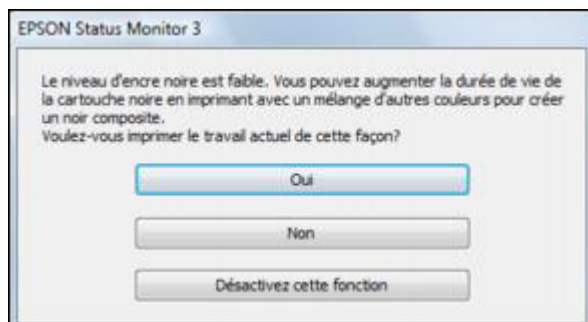 EPSON Status Monitor 3
Le niveau d'encre noire est faible. Vous pouvez augmenter la durée de vie de
la cartouche noire en imprimant avec un mélange d'autres couleurs pour créer
un noir composite.
Voulez-vous imprimer le travail actuel de cette façon?
Oui
Non
Désactivez cette fonction